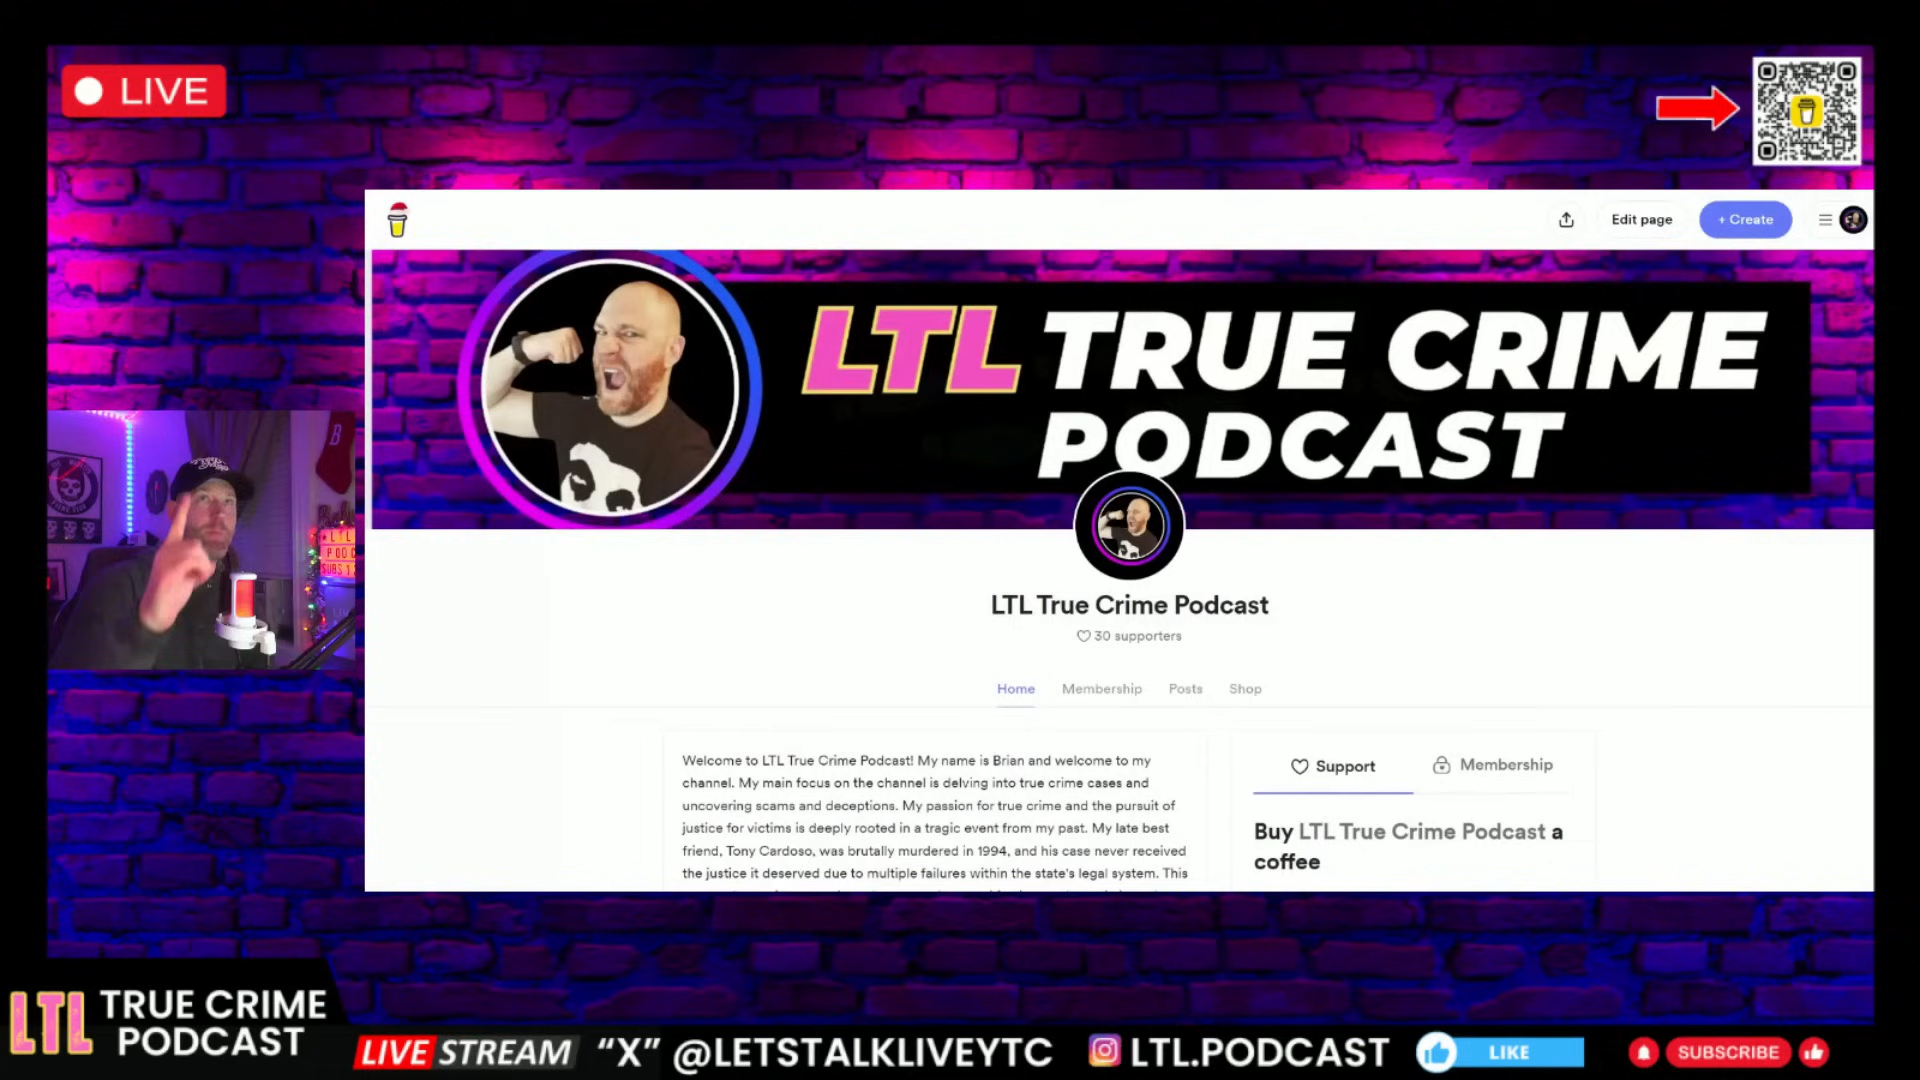 LIVE
Edit page
+ Create
LTL TRUE CRIME
PODCAST
LTL True Crime Podcast
30 supporters
Home Membership Posts Shop
Welcome to LTL True Crime Podcast! My name is Brian and welcome to my
channel. My main focus on the channel is delving into true crime cases and
uncovering scams and deceptions. My passion for true crime and the pursuit of
justice for victims is deeply rooted in a tragic event from my past. My late best
friend, Tony Cardoso, was brutally murdered in 1994, and his case never received
the justice it deserved due to multiple failures within the state's legal system. This
Support
Membership
Buy LTL True Crime Podcast a
coffee
B
LTL
SUBS
LTL TRUE CRIME
PODCAST
LIVE STREAM
“X” @LETSTALKLIVEYTC
LTL.PODCAST
LIKE
SUBSCRIBE